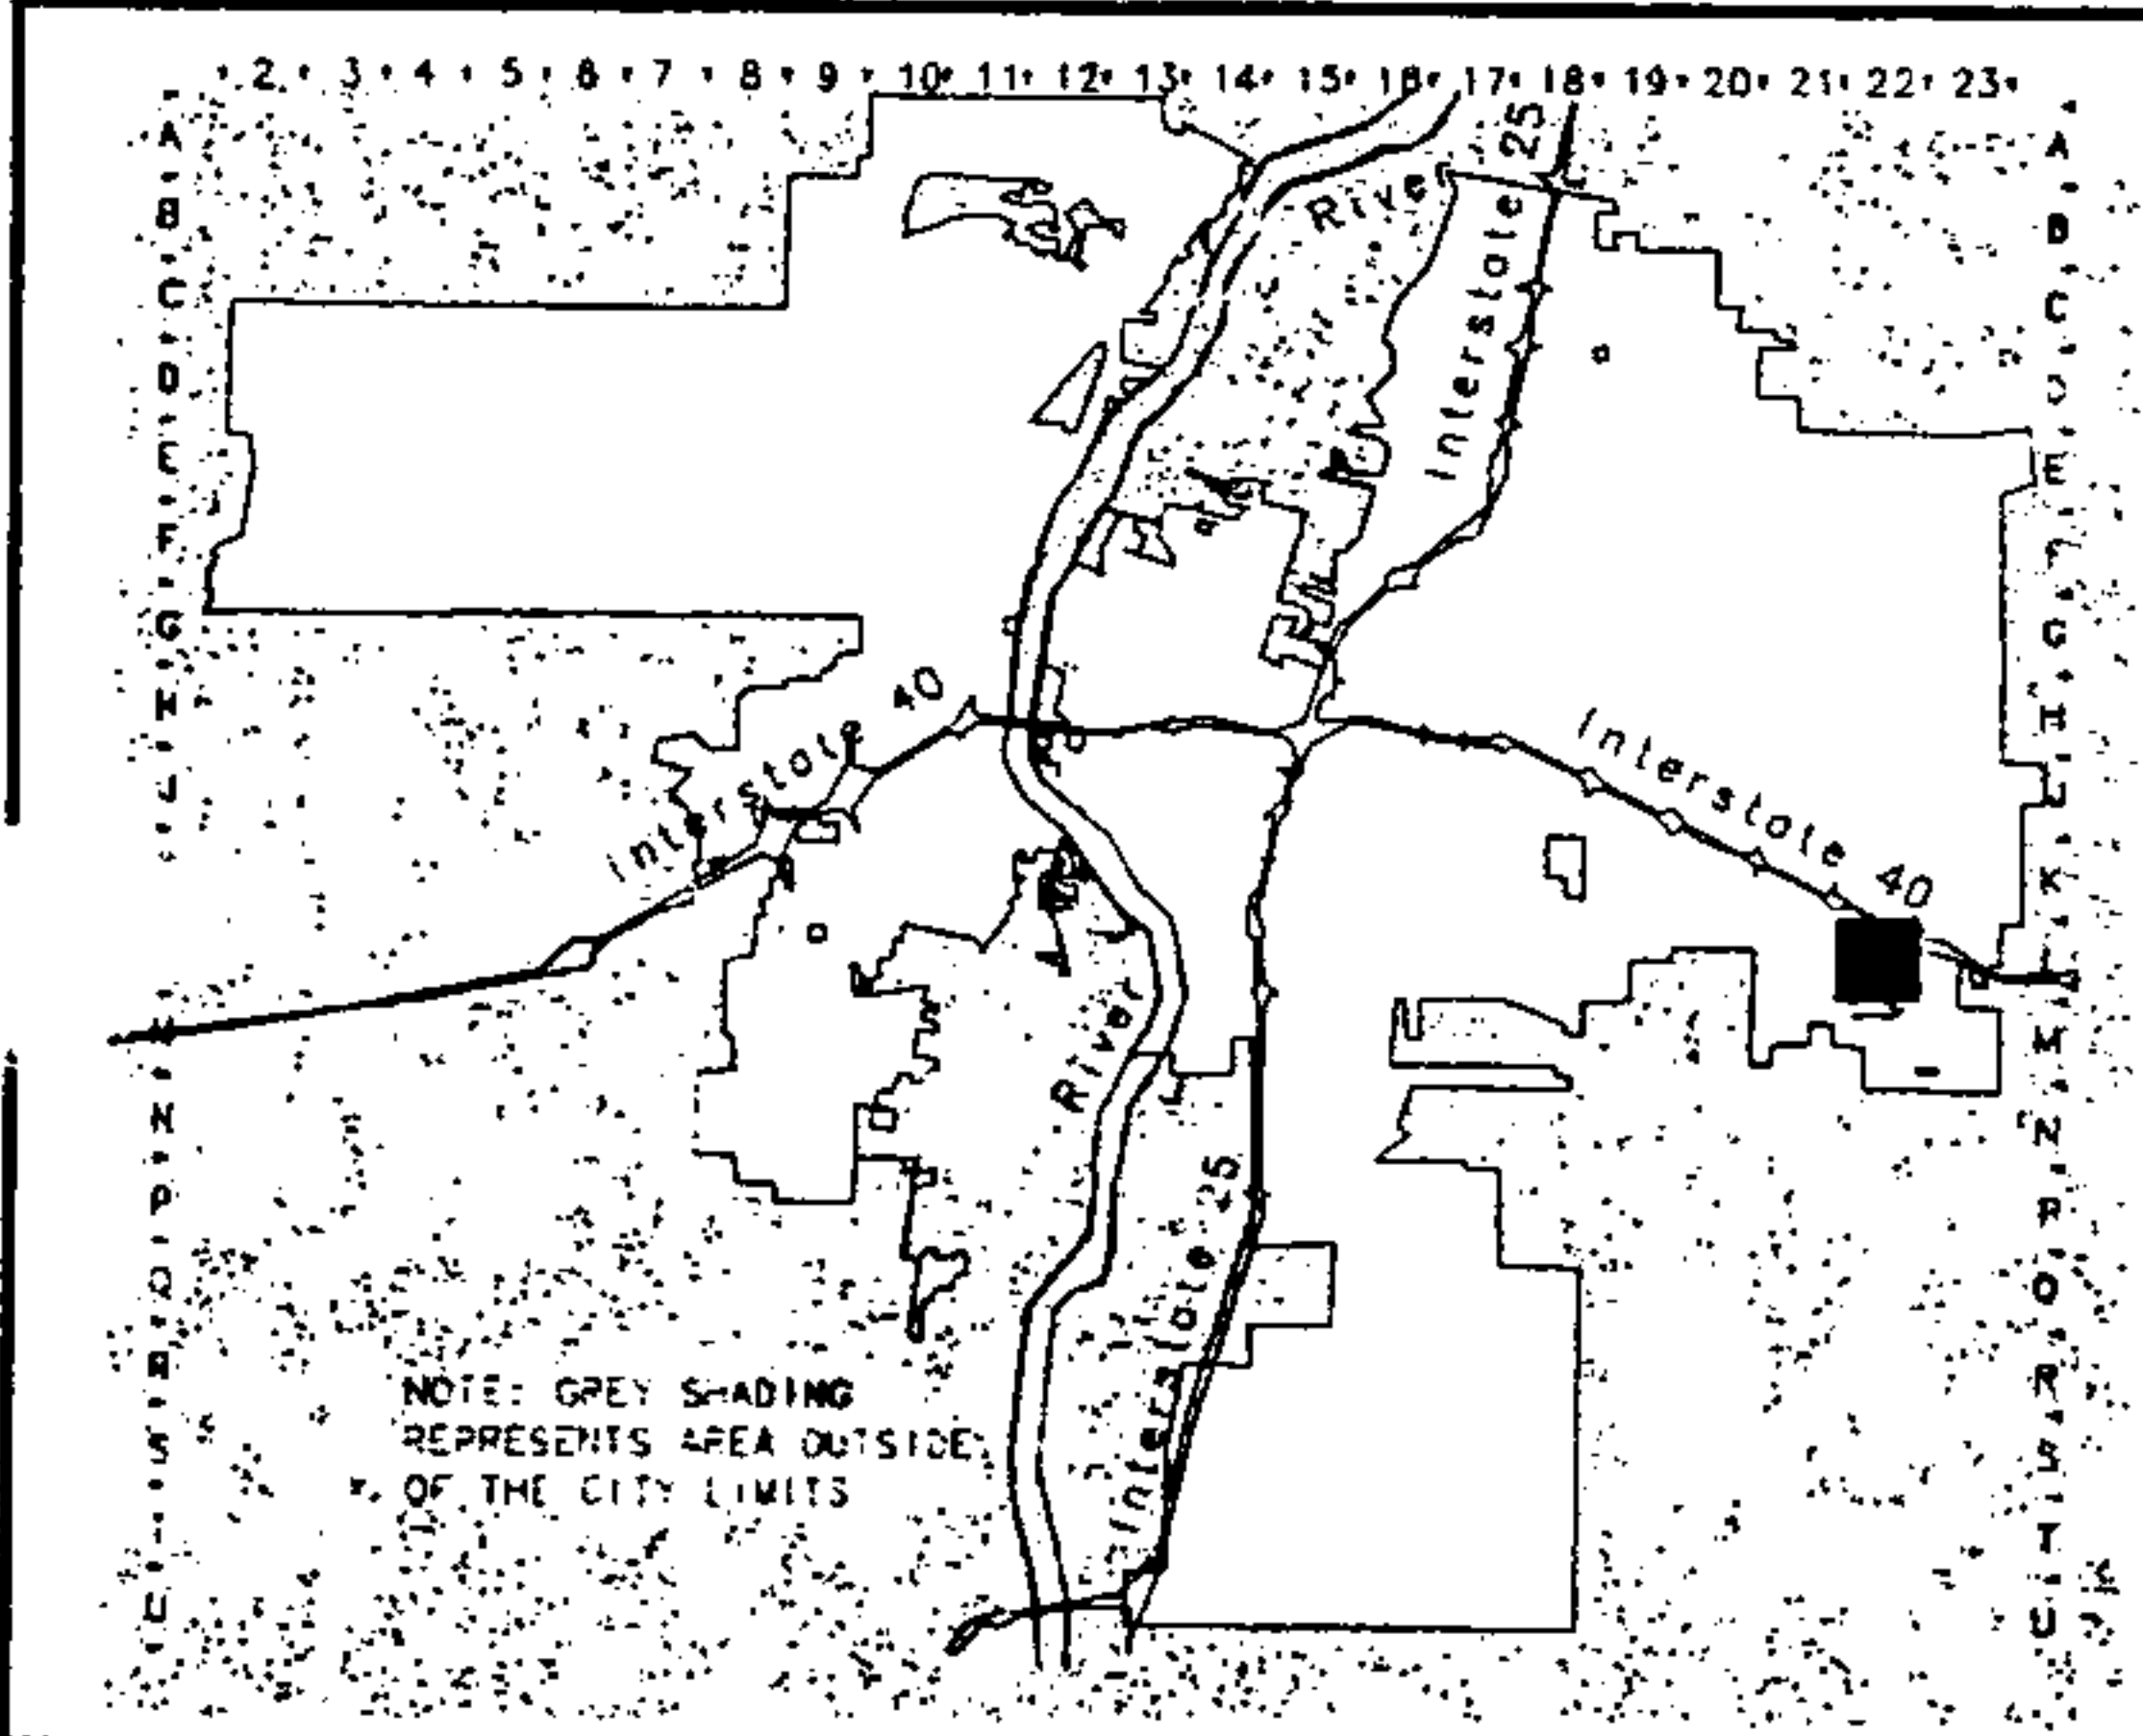 2 3 4 5 6 7 8 9 10 11 12 13 14 15 16 17 18 19 20 21 22 23
A
B
C
D
E
F
G
H
J
N
P
Q
R
S
U
A
B
C
D
E
F
G
H
J
K
L
M
N
P
Q
R
S
T
U
River
Interstate 25
Interstate 40
Interstate 40
River
Interstate 25
NOTE: GREY SHADING
REPRESENTS AREA OUTSIDE
OF THE CITY LIMITS